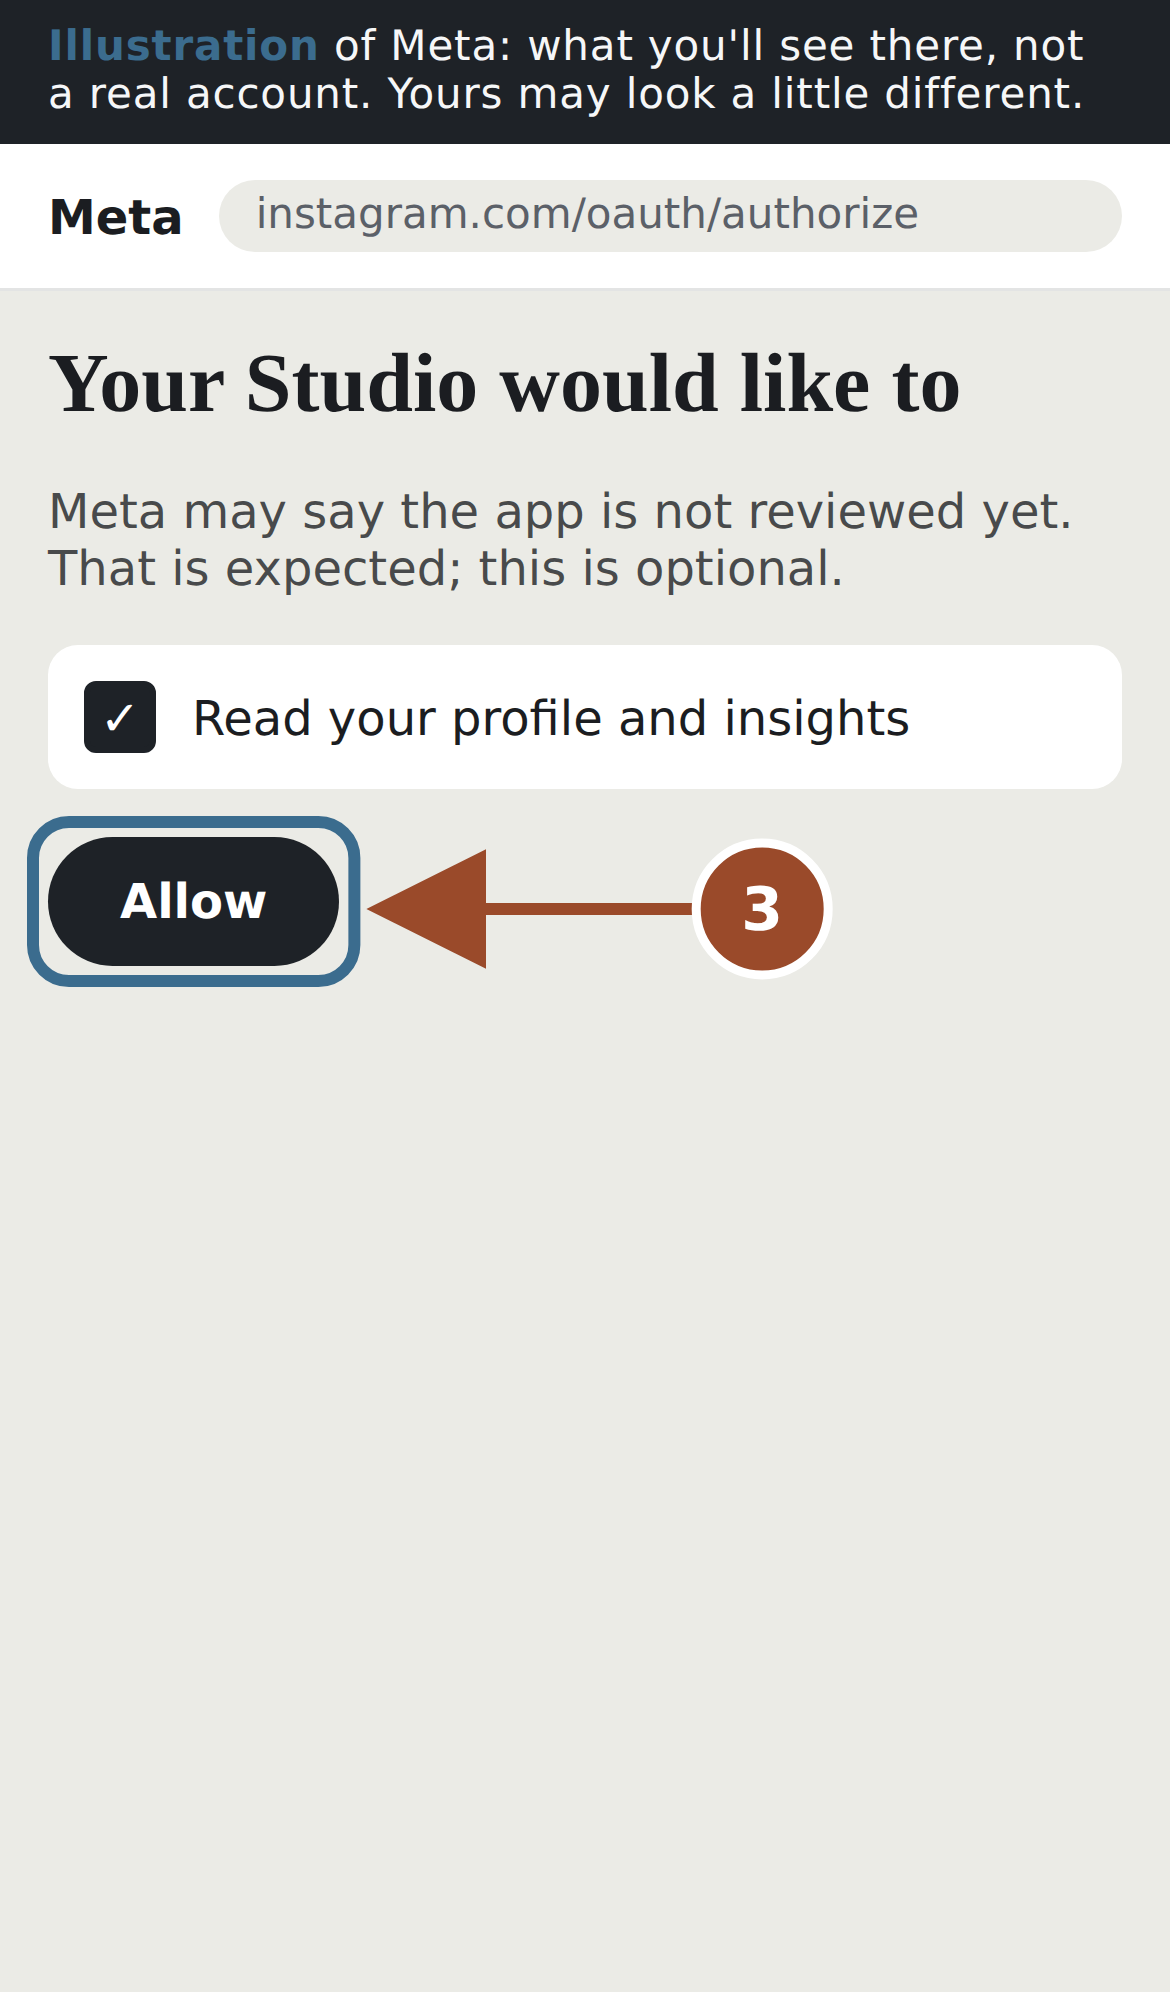 Illustration of Meta: what you'll see there, not
a real account. Yours may look a little different.
Meta
instagram.com/oauth/authorize
Your Studio would like to
Meta may say the app is not reviewed yet.
That is expected; this is optional.
✓ Read your profile and insights
Allow
3